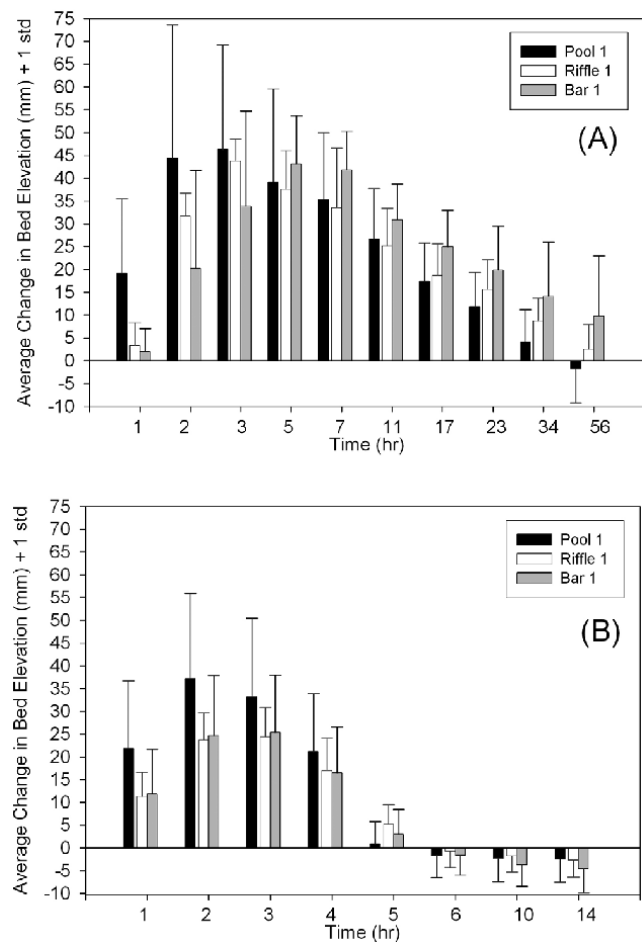 Average Change in Bed Elevation (mm) + 1 std
75
70
65
60
55
50
45
40
35
30
25
20
15
10
5
0
-5
-10
Pool 1
Riffle 1
Bar 1
(A)
1 2 3 5 7 11 17 23 34 56
Time (hr)
Average Change in Bed Elevation (mm) + 1 std
75
70
65
60
55
50
45
40
35
30
25
20
15
10
5
0
-5
-10
Pool 1
Riffle 1
Bar 1
(B)
1 2 3 4 5 6 10 14
Time (hr)